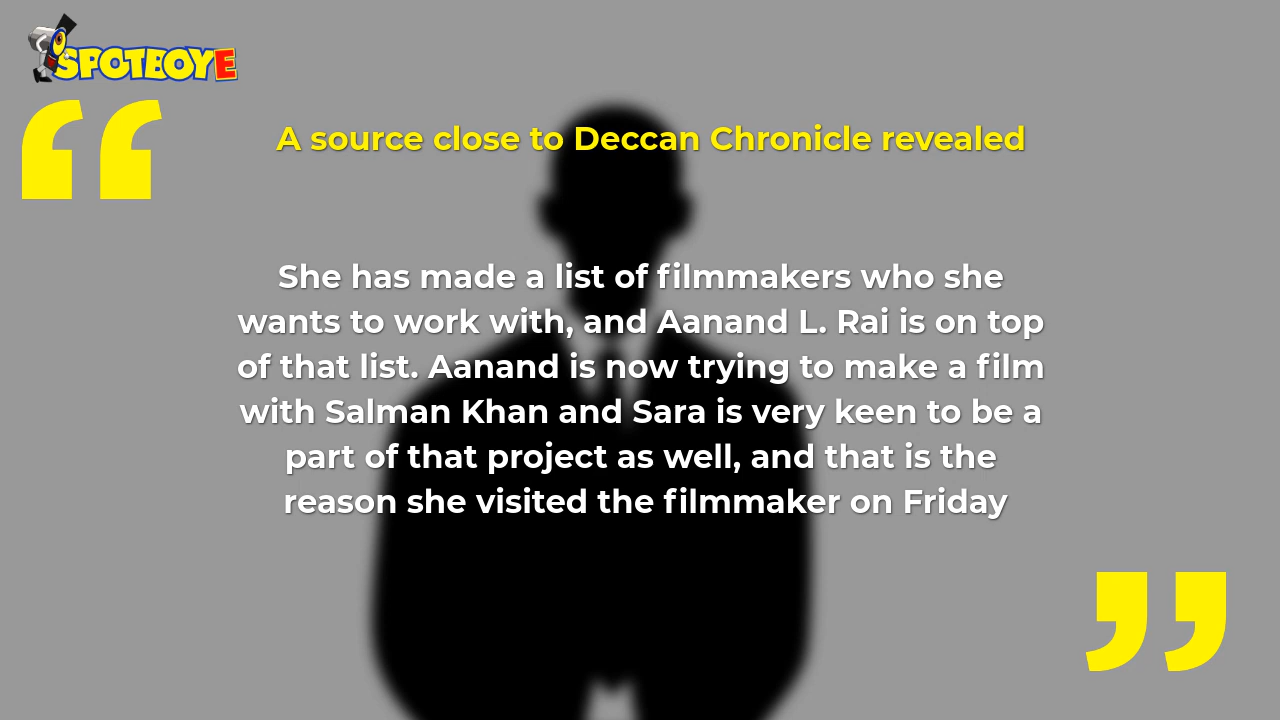 SPOTBOYE
A source close to Deccan Chronicle revealed
She has made a list of filmmakers who she
wants to work with, and Aanand L. Rai is on top
of that list. Aanand is now trying to make a film
with Salman Khan and Sara is very keen to be a
part of that project as well, and that is the
reason she visited the filmmaker on Friday